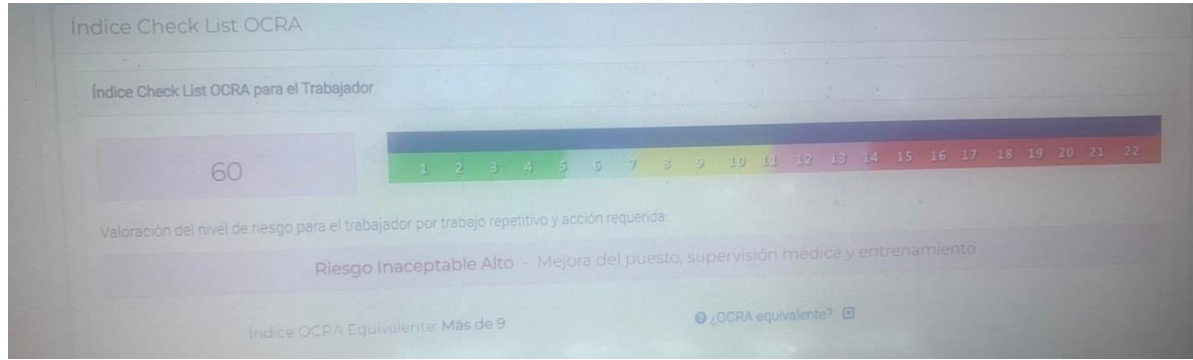 Índice Check List OCRA
Índice Check List OCRA para el Trabajador
60
1 2 3 4 5 6 7 8 9 10 11 12 13 14 15 16 17 18 19 20 21 22
Valoración del nivel de riesgo para el trabajador por trabajo repetitivo y acción requerida:
Riesgo Inaceptable Alto - Mejora del puesto, supervisión médica y entrenamiento
Índice OCRA Equivalente: Más de 9 ¿OCRA equivalente?